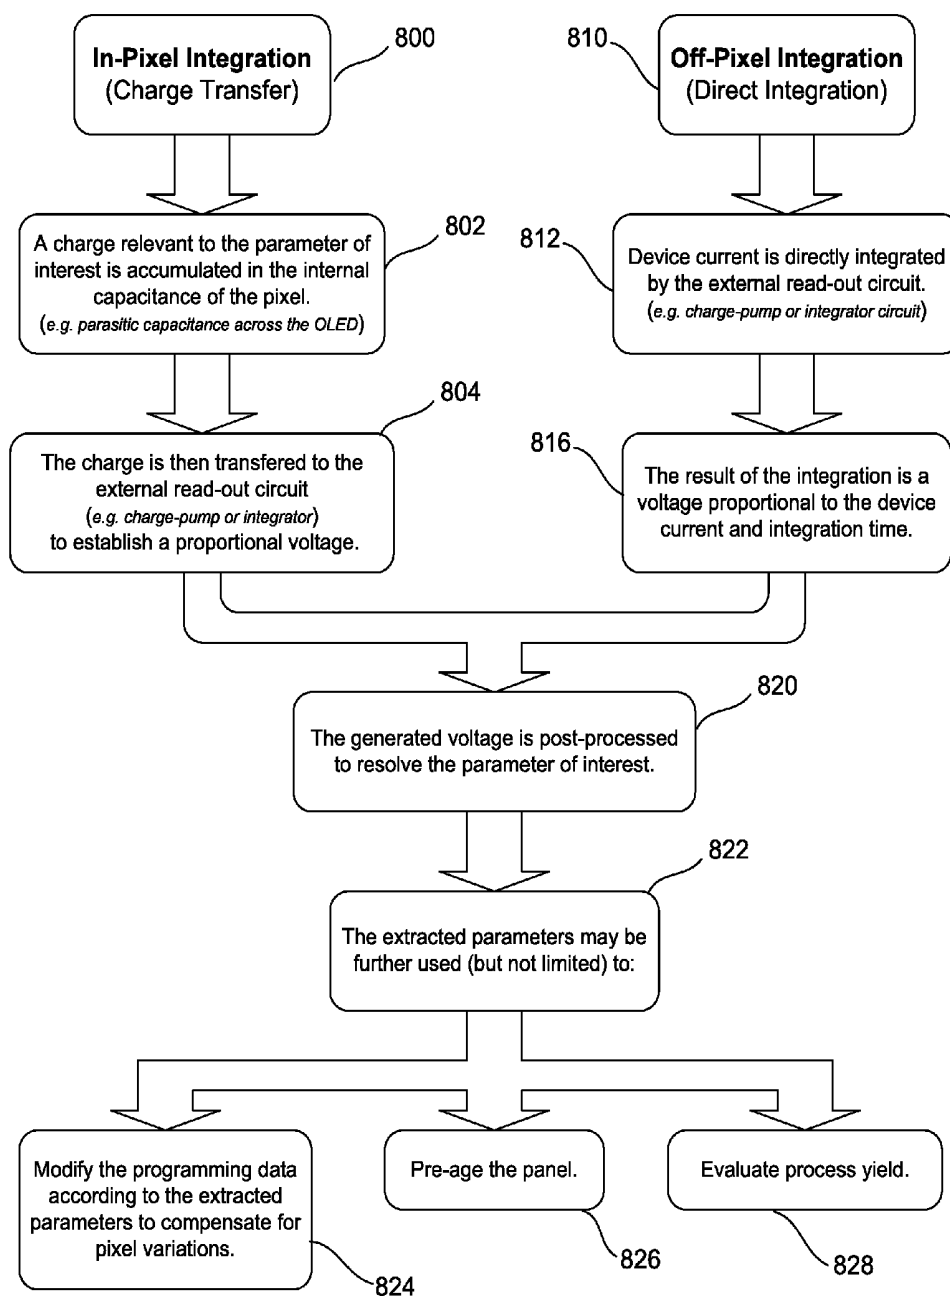 In-Pixel Integration
(Charge Transfer)
800
810
Off-Pixel Integration
(Direct Integration)
A charge relevant to the parameter of
interest is accumulated in the internal
capacitance of the pixel.
(e.g. parasitic capacitance across the OLED)
802
812
Device current is directly integrated
by the external read-out circuit.
(e.g. charge-pump or integrator circuit)
The charge is then transfered to the
external read-out circuit
(e.g. charge-pump or integrator)
to establish a proportional voltage.
804
816
The result of the integration is a
voltage proportional to the device
current and integration time.
The generated voltage is post-processed
to resolve the parameter of interest.
820
The extracted parameters may be
further used (but not limited) to:
822
Modify the programming data
according to the extracted
parameters to compensate for
pixel variations.
824
Pre-age the panel.
826
Evaluate process yield.
828